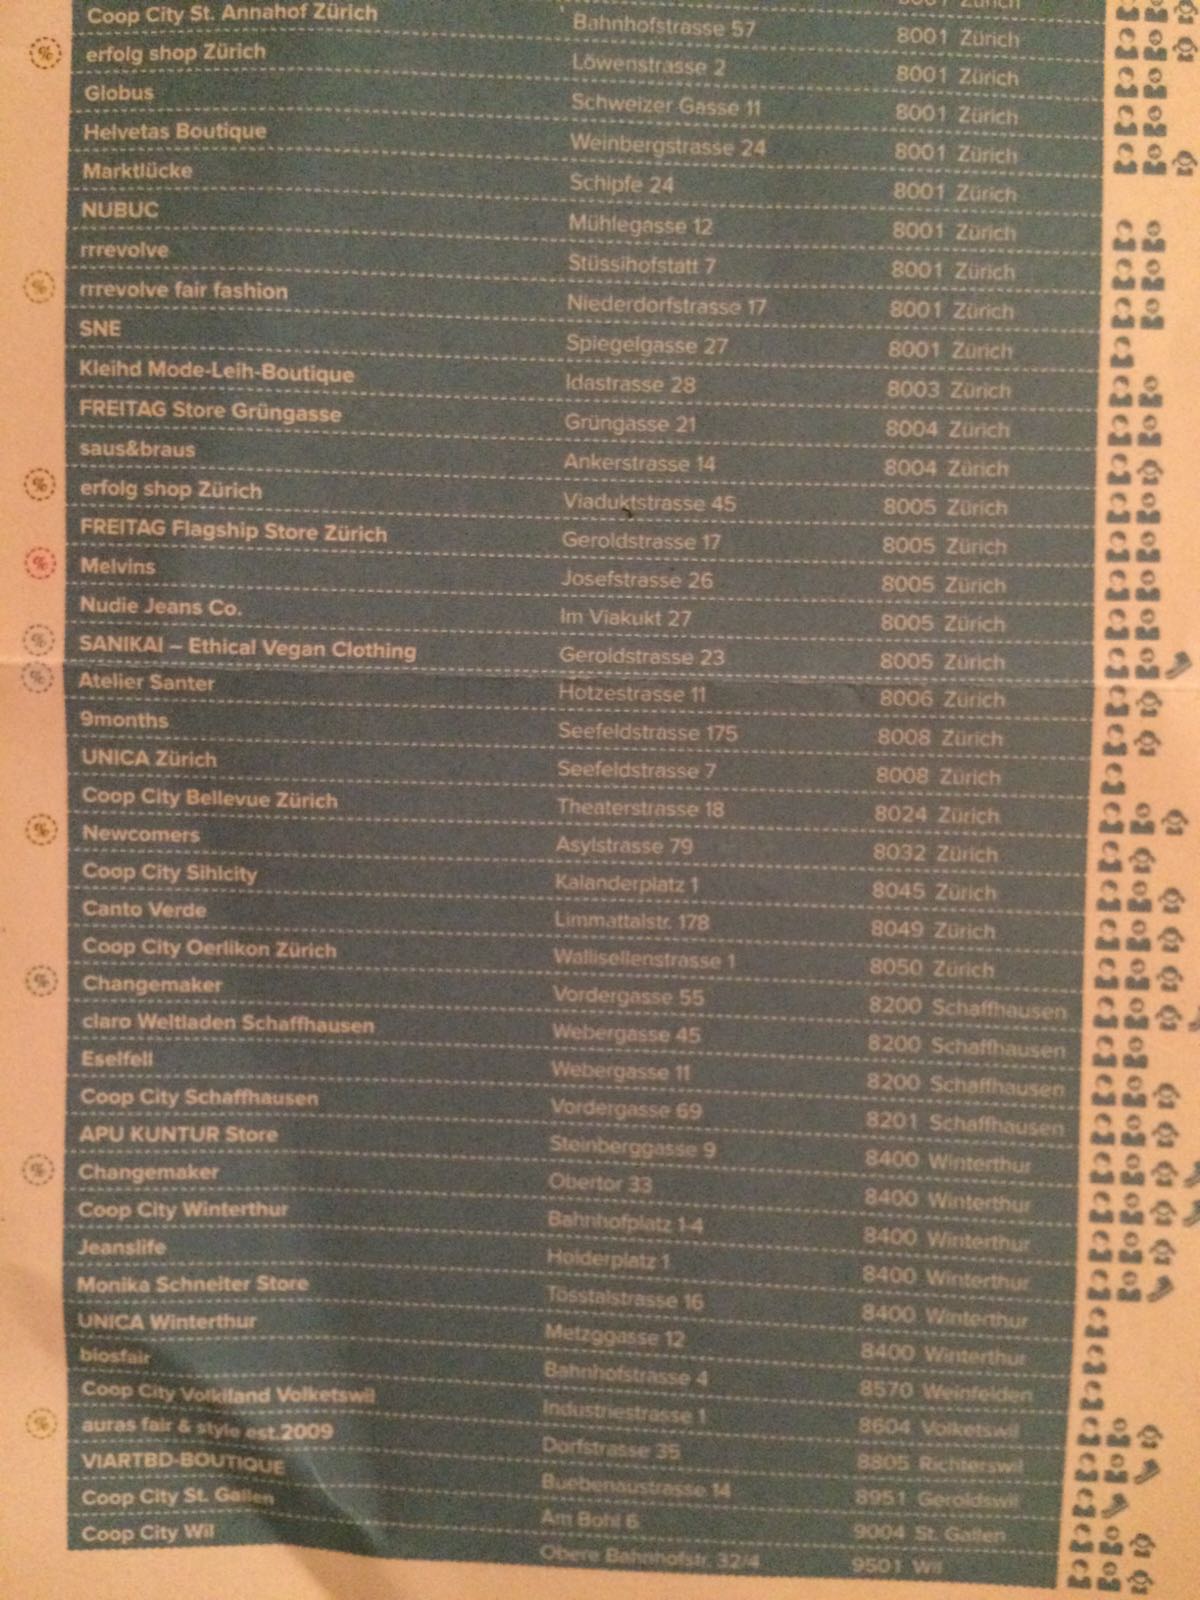 8001 Zürich
Coop City St. Annahof Zürich Bahnhofstrasse 57 8001 Zürich
% erfolg shop Zürich Löwenstrasse 2 8001 Zürich
Globus Schweizer Gasse 11 8001 Zürich
Helvetas Boutique Weinbergstrasse 24 8001 Zürich
Marktlücke Schipfe 24 8001 Zürich
NUBUC Mühlegasse 12 8001 Zürich
rrrevolve Stüssihofstatt 7 8001 Zürich
% rrrevolve fair fashion Niederdorfstrasse 17 8001 Zürich
SNE Spiegelgasse 27 8001 Zürich
Kleihd Mode-Leih-Boutique Idastrasse 28 8003 Zürich
FREITAG Store Grüngasse Grüngasse 21 8004 Zürich
saus&braus Ankerstrasse 14 8004 Zürich
% erfolg shop Zürich Viaduktstrasse 45 8005 Zürich
FREITAG Flagship Store Zürich Geroldstrasse 17 8005 Zürich
% Melvins Josefstrasse 26 8005 Zürich
Nudie Jeans Co. Im Viakukt 27 8005 Zürich
% SANIKAI – Ethical Vegan Clothing Geroldstrasse 23 8005 Zürich
% Atelier Santer Hotzestrasse 11 8006 Zürich
9months Seefeldstrasse 175 8008 Zürich
UNICA Zürich Seefeldstrasse 7 8008 Zürich
Coop City Bellevue Zürich Theaterstrasse 18 8024 Zürich
% Newcomers Asylstrasse 79 8032 Zürich
Coop City Sihlcity Kalanderplatz 1 8045 Zürich
Canto Verde Limmattalstr. 178 8049 Zürich
Coop City Oerlikon Zürich Wallisellenstrasse 1 8050 Zürich
% Changemaker Vordergasse 55 8200 Schaffhausen
claro Weltladen Schaffhausen Webergasse 45 8200 Schaffhausen
Eselfell Webergasse 11 8200 Schaffhausen
Coop City Schaffhausen Vordergasse 69 8201 Schaffhausen
APU KUNTUR Store Steinberggasse 9 8400 Winterthur
% Changemaker Obertor 33 8400 Winterthur
Coop City Winterthur Bahnhofplatz 1-4 8400 Winterthur
Jeanslife Holderplatz 1 8400 Winterthur
Monika Schneiter Store Tösstalstrasse 16 8400 Winterthur
UNICA Winterthur Metzggasse 12 8400 Winterthur
biosfair Bahnhofstrasse 4 8570 Weinfelden
Coop City Volkiland Volketswil Industriestrasse 1 8604 Volketswil
% auras fair & style est.2009 Dorfstrasse 35 8805 Richterswil
VIARTBD-BOUTIQUE Buebenaustrasse 14 8951 Geroldswil
Coop City St. Gallen Am Bohl 6 9004 St. Gallen
Coop City Wil Obere Bahnhofstr. 32/4 9501 Wil